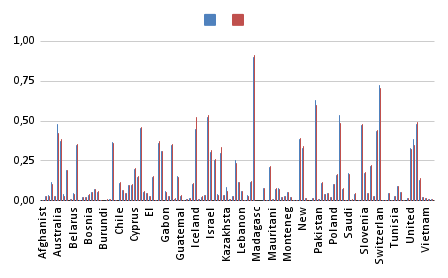 1,00
0,75
0,50
0,25
0,00
Afghanist
Australia
Belarus
Bosnia
Burundi
Chile
Cyprus
El
Gabon
Guatemal
Iceland
Israel
Kazakhsta
Lebanon
Madagasc
Mauritani
Monteneg
New
Pakistan
Poland
Saudi
Slovenia
Switzerlan
Tunisia
United
Vietnam